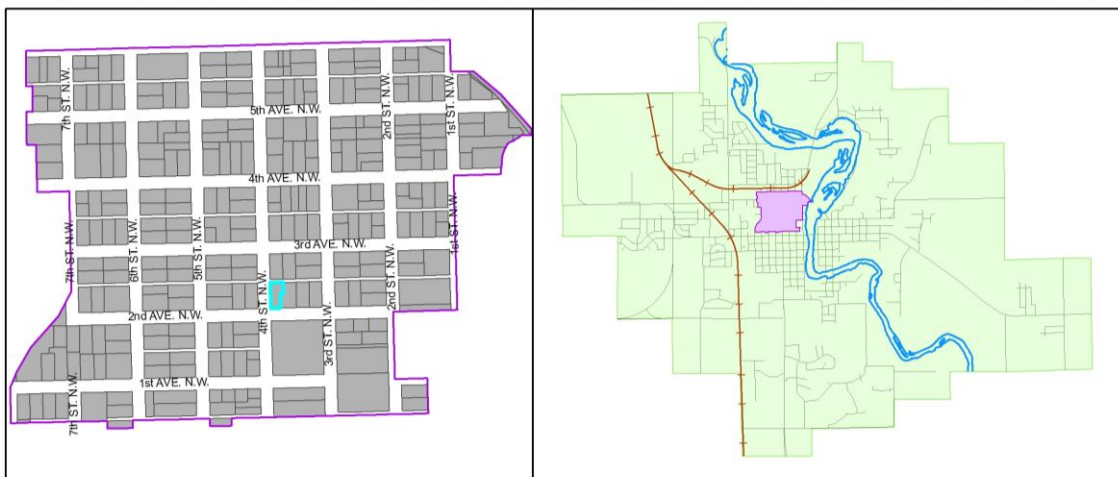 7th ST. N.W.
5th AVE. N.W.
2nd ST. N.W.
1st ST. N.W.
4th AVE. N.W.
7th ST. N.W.
6th ST. N.W.
5th ST. N.W.
3rd AVE. N.W.
1st ST. N.W.
4th ST. N.W.
2nd ST. N.W.
2nd AVE. N.W.
3rd ST. N.W.
1st AVE. N.W.
7th ST. N.W.